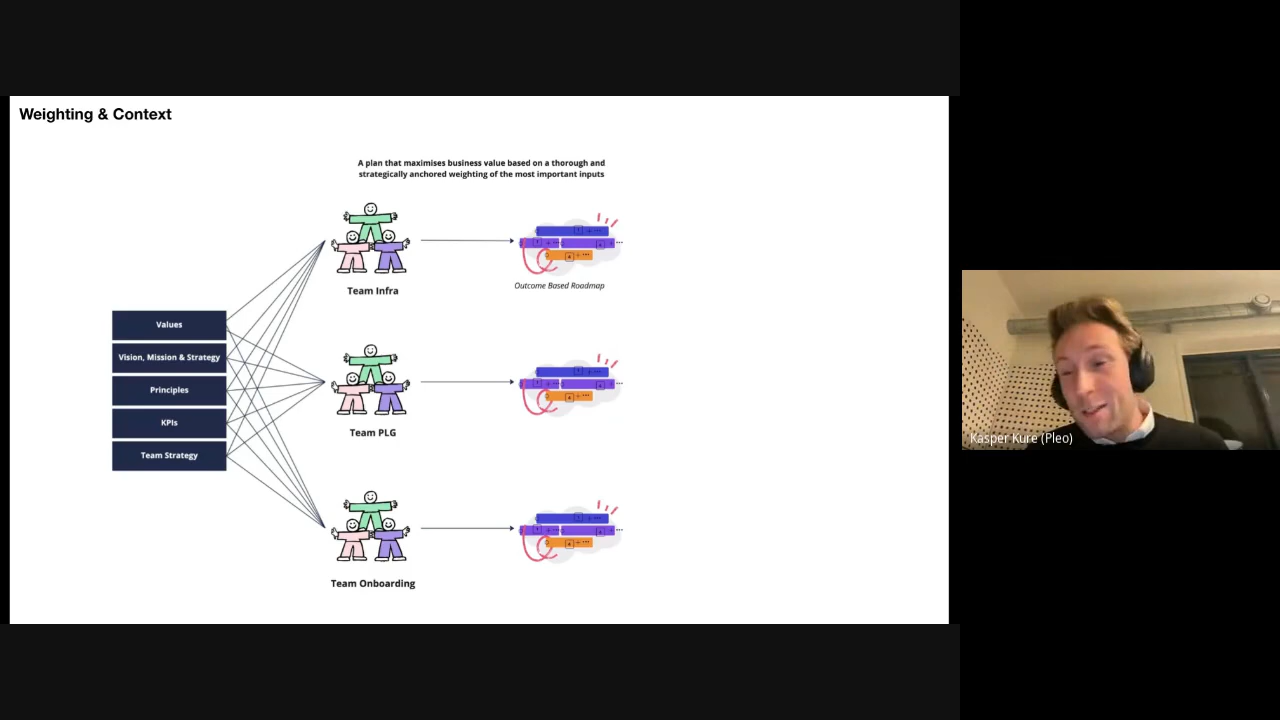 Weighting & Context
A plan that maximises business value based on a thorough and
strategically anchored weighting of the most important inputs
Team Infra
Outcome Based Roadmap
Values
Vision, Mission & Strategy
Principles
KPIs
Team Strategy
Team PLG
Team Onboarding
Kasper Kure (Pleo)